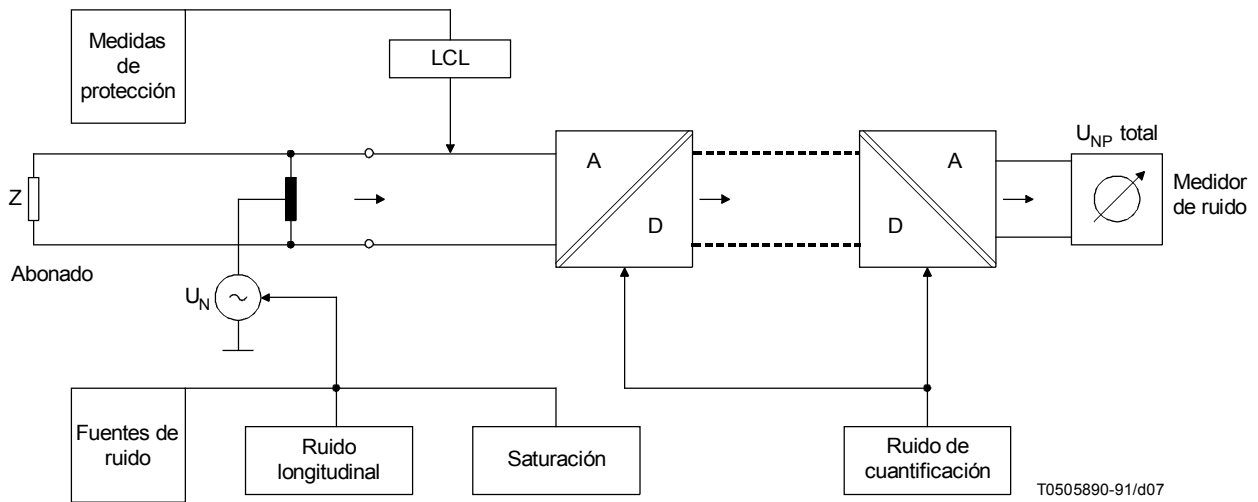 Medidas
de
protección
LCL
Z
Abonado
U_N
A
D
A
D
U_NP total
Medidor
de ruido
Fuentes de
ruido
Ruido
longitudinal
Saturación
Ruido de
cuantificación
T0505890-91/d07